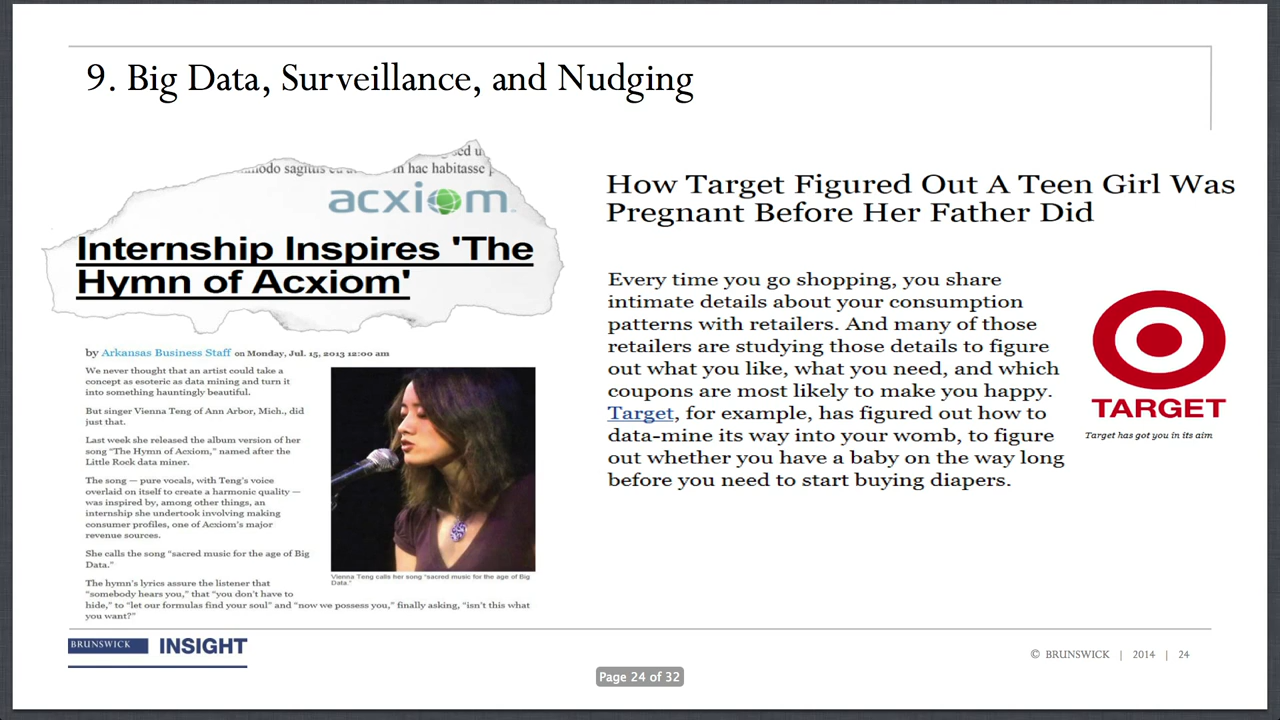 9. Big Data, Surveillance, and Nudging
sed u
modo sagitus
in hac habitasse
acxiom
Internship Inspires 'The
Hymn of Acxiom'
by Arkansas Business Staff on Monday, Jul. 15, 2013 12:00 am
We never thought that an artist could take a
concept as esoteric as data mining and turn it
into something hauntingly beautiful.
But singer Vienna Teng of Ann Arbor, Mich., did
just that.
Last week she released the album version of her
song "The Hymn of Acxiom," named after the
Little Rock data miner.
The song — pure vocals, with Teng's voice
overlaid on itself to create a harmonic quality —
was inspired by, among other things, an
internship she undertook involving making
consumer profiles, one of Acxiom's major
revenue sources.
She calls the song "sacred music for the age of Big
Data."
The hymn's lyrics assure the listener that
"somebody hears you," that "you don't have to
hide," to "let our formulas find your soul" and "now we possess you," finally asking, "isn't this what
you want?"
Vienna Teng calls her song "sacred music for the age of Big
Data."
How Target Figured Out A Teen Girl Was
Pregnant Before Her Father Did
Every time you go shopping, you share
intimate details about your consumption
patterns with retailers. And many of those
retailers are studying those details to figure
out what you like, what you need, and which
coupons are most likely to make you happy.
Target, for example, has figured out how to
data-mine its way into your womb, to figure
out whether you have a baby on the way long
before you need to start buying diapers.
TARGET
Target has got you in its aim
BRUNSWICK INSIGHT
© BRUNSWICK | 2014 | 24
Page 24 of 32